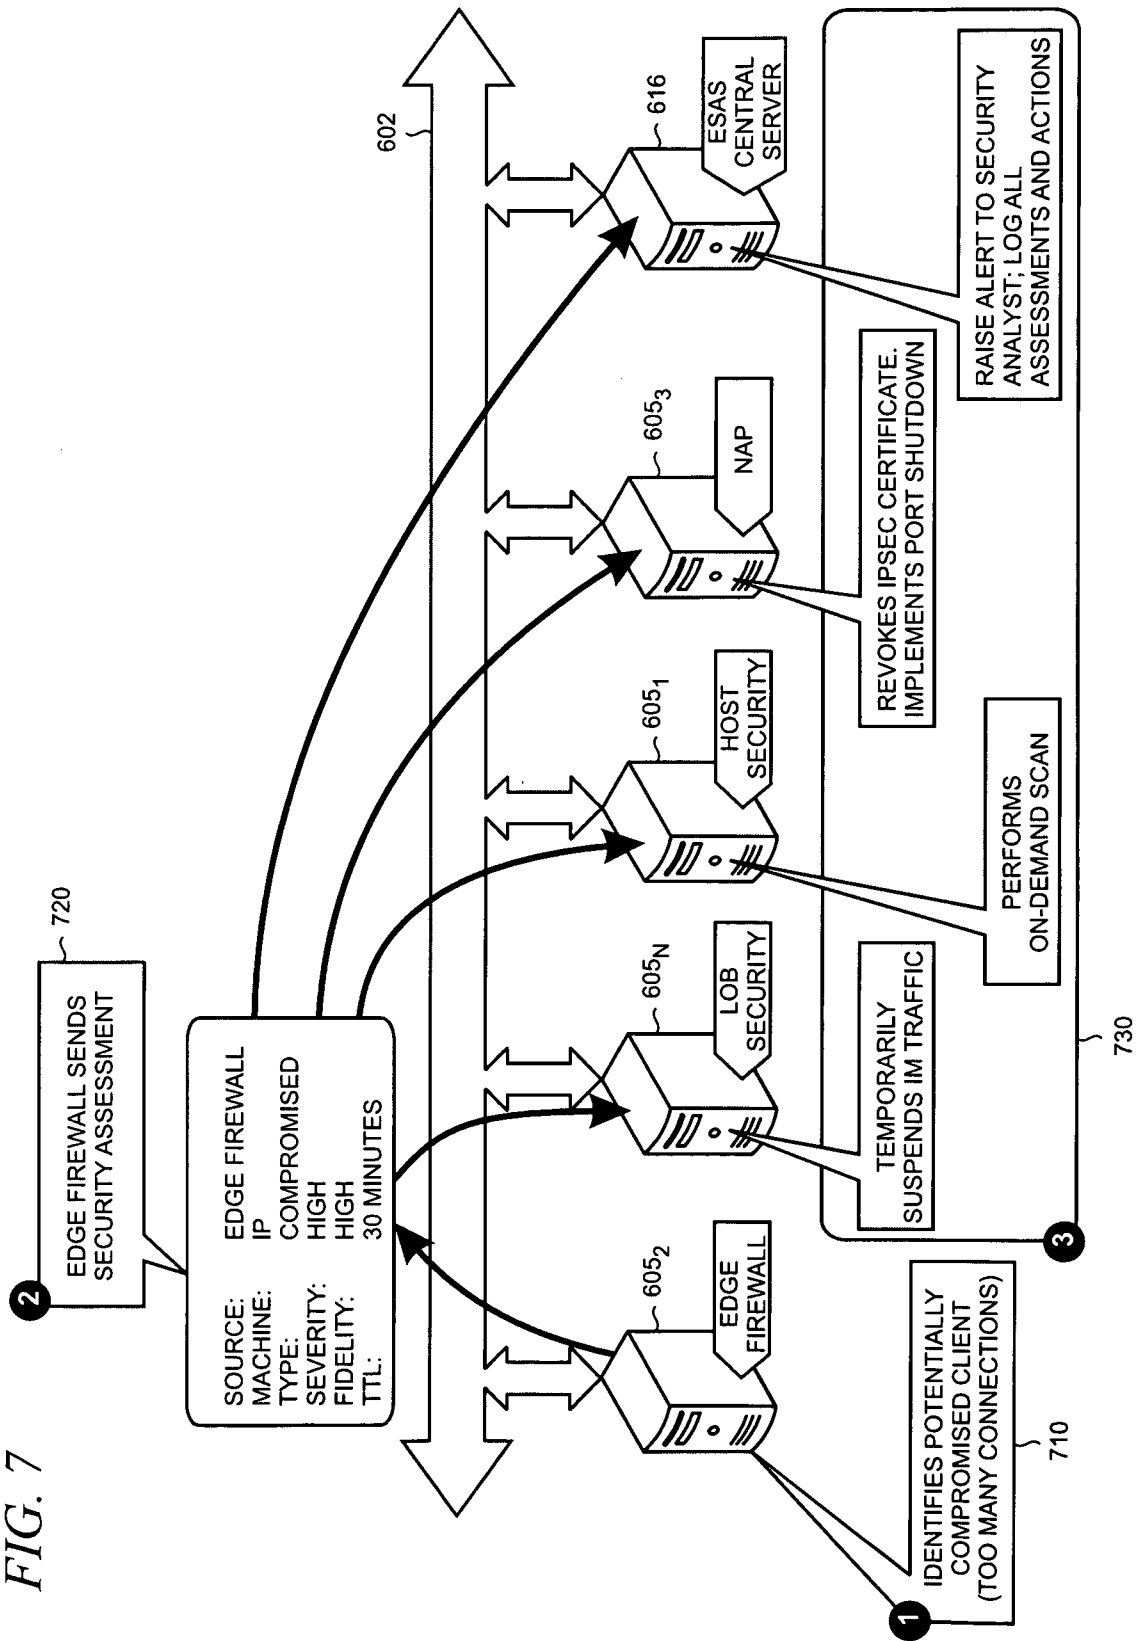 FIG. 7
2
EDGE FIREWALL SENDS
SECURITY ASSESSMENT
720
SOURCE: EDGE FIREWALL
MACHINE: IP
TYPE: COMPROMISED
SEVERITY: HIGH
FIDELITY: HIGH
TTL: 30 MINUTES
602
605₂
EDGE
FIREWALL
605N
LOB
SECURITY
605₁
HOST
SECURITY
605₃
NAP
616
ESAS
CENTRAL
SERVER
1
IDENTIFIES POTENTIALLY
COMPROMISED CLIENT
(TOO MANY CONNECTIONS)
710
3
TEMPORARILY
SUSPENDS IM TRAFFIC
PERFORMS
ON-DEMAND SCAN
REVOKES IPSEC CERTIFICATE.
IMPLEMENTS PORT SHUTDOWN
RAISE ALERT TO SECURITY
ANALYST; LOG ALL
ASSESSMENTS AND ACTIONS
730